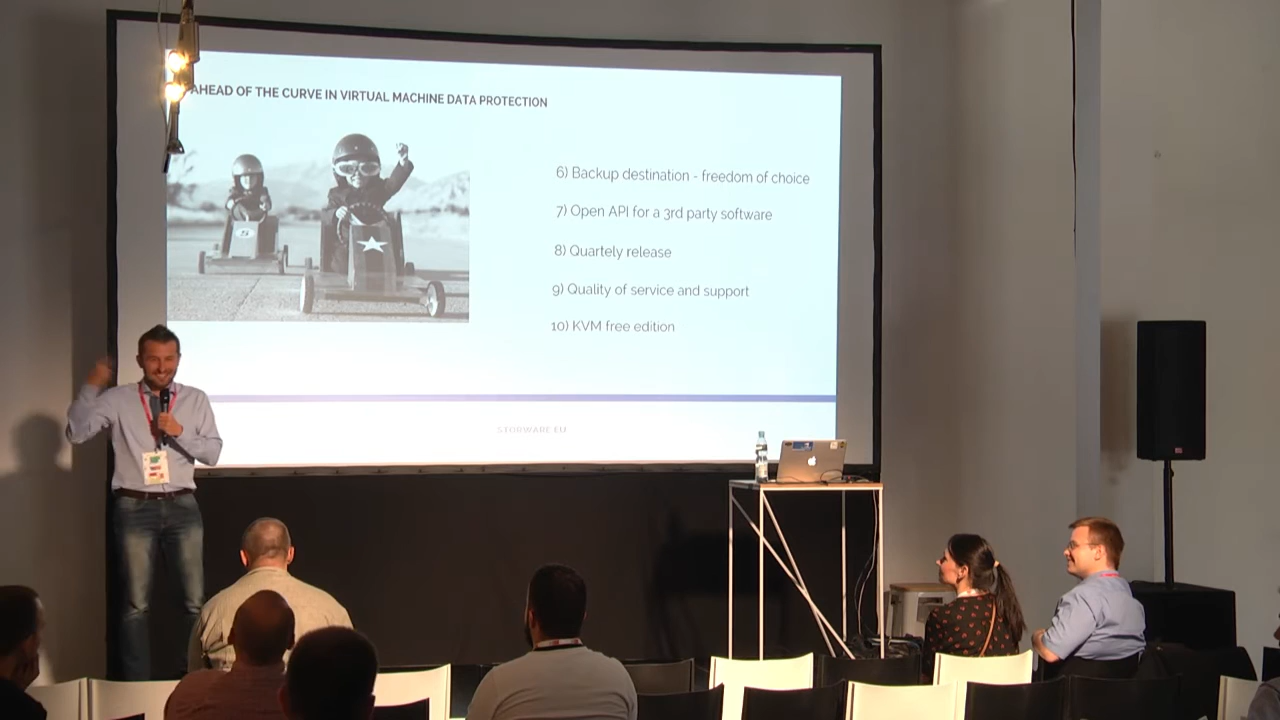 AHEAD OF THE CURVE IN VIRTUAL MACHINE DATA PROTECTION
6) Backup destination - freedom of choice
7) Open API for a 3rd party software
8) Quartely release
9) Quality of service and support
10) KVM free edition
STORWARE.EU